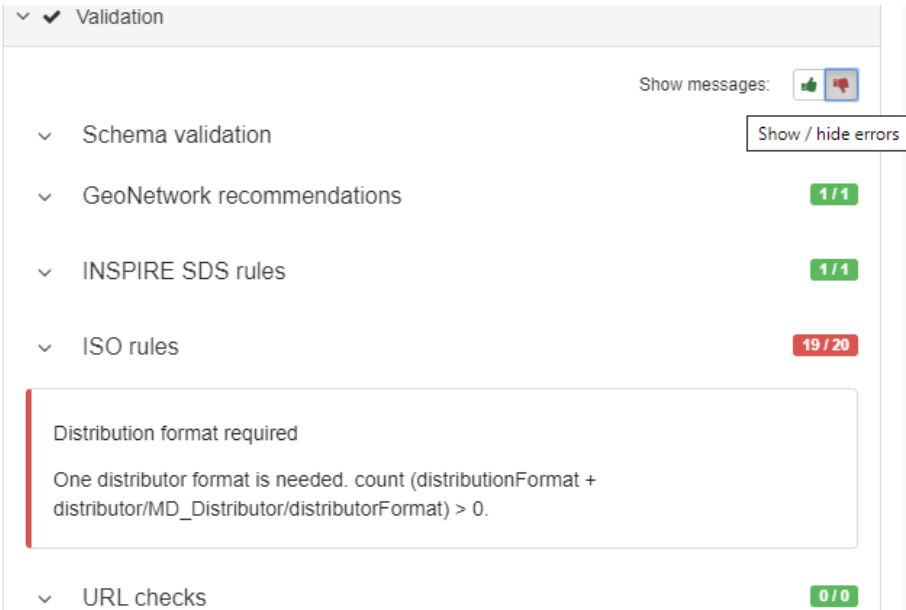 Validation
Show messages:
Show / hide errors
Schema validation
GeoNetwork recommendations 1 / 1
INSPIRE SDS rules 1 / 1
ISO rules 19 / 20
Distribution format required
One distributor format is needed. count (distributionFormat +
distributor/MD_Distributor/distributorFormat) > 0.
URL checks 0 / 0